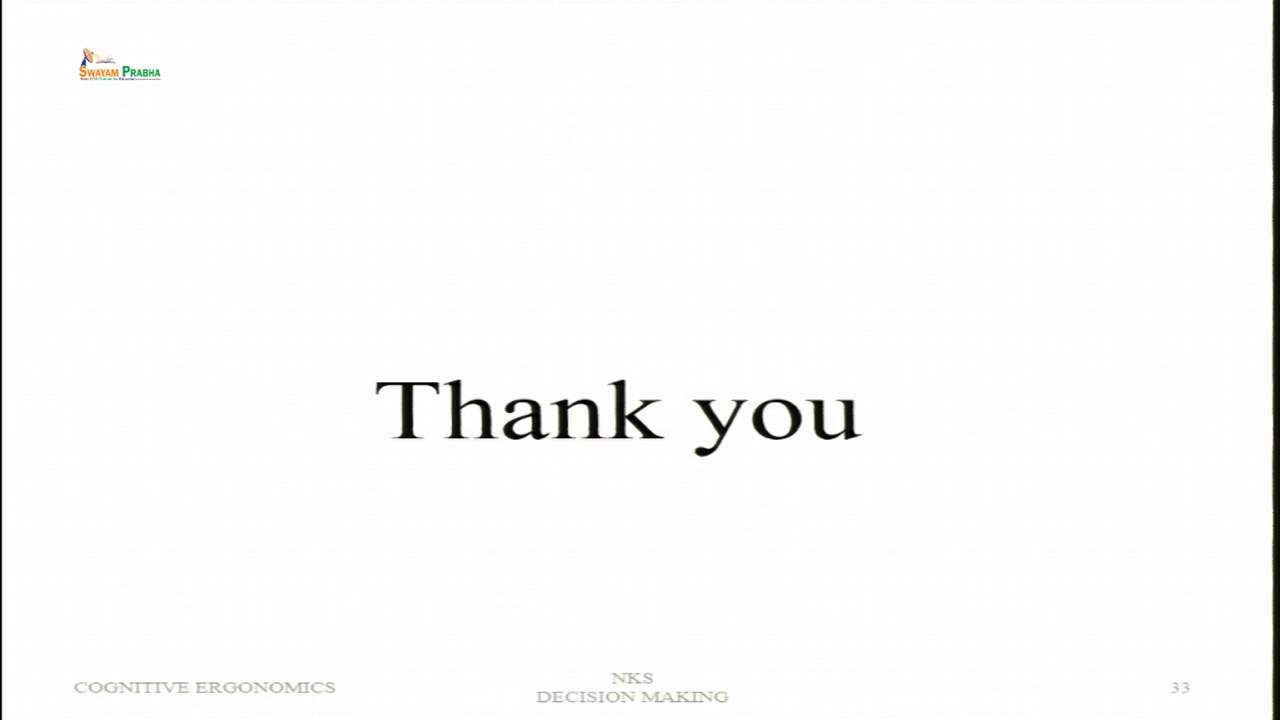 SWAYAM PRABHA
Thank you
COGNITIVE ERGONOMICS
NKS
DECISION MAKING
33